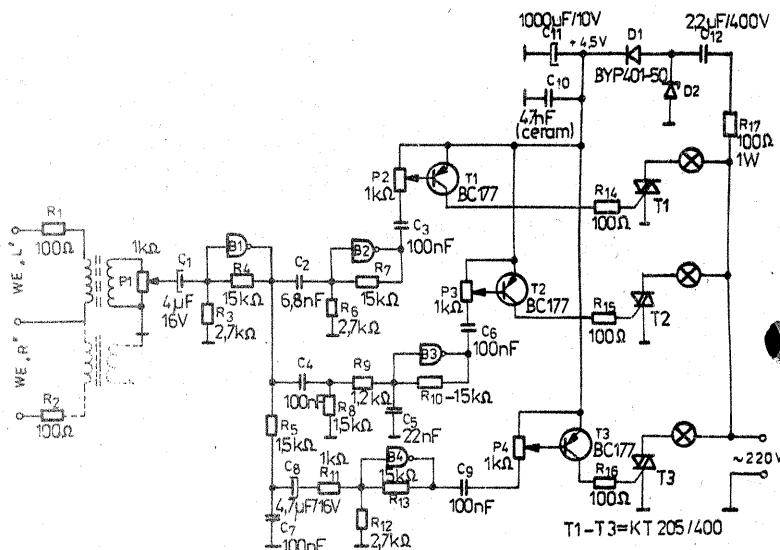 1000µF/10V
C11
+4,5V
D1
2,2µF/400V
C12
BYP401-50
D2
C10
47nF
(ceram)
R17
100Ω
1W
P2
1kΩ
T1
BC177
R14
100Ω
T1
C3
100nF
R1
100Ω
WE „L"
1kΩ
P1
C1
4µF
16V
B1
R4
15kΩ
R3
2,7kΩ
C2
6,8nF
B2
R7
15kΩ
R6
2,7kΩ
P3
1kΩ
T2
BC177
R15
100Ω
T2
C6
100nF
WE „R"
R2
100Ω
C4
100nF
R9
1,2kΩ
R8
1,5kΩ
B3
R10-15kΩ
C5
22nF
R5
1,5kΩ
C8
4,7µF/16V
1kΩ
R11
B4
15kΩ
R13
C9
100nF
R12
2,7kΩ
C7
100nF
P4
1kΩ
T3
BC177
R16
100Ω
T3
~220V
T1-T3=KT 205/400